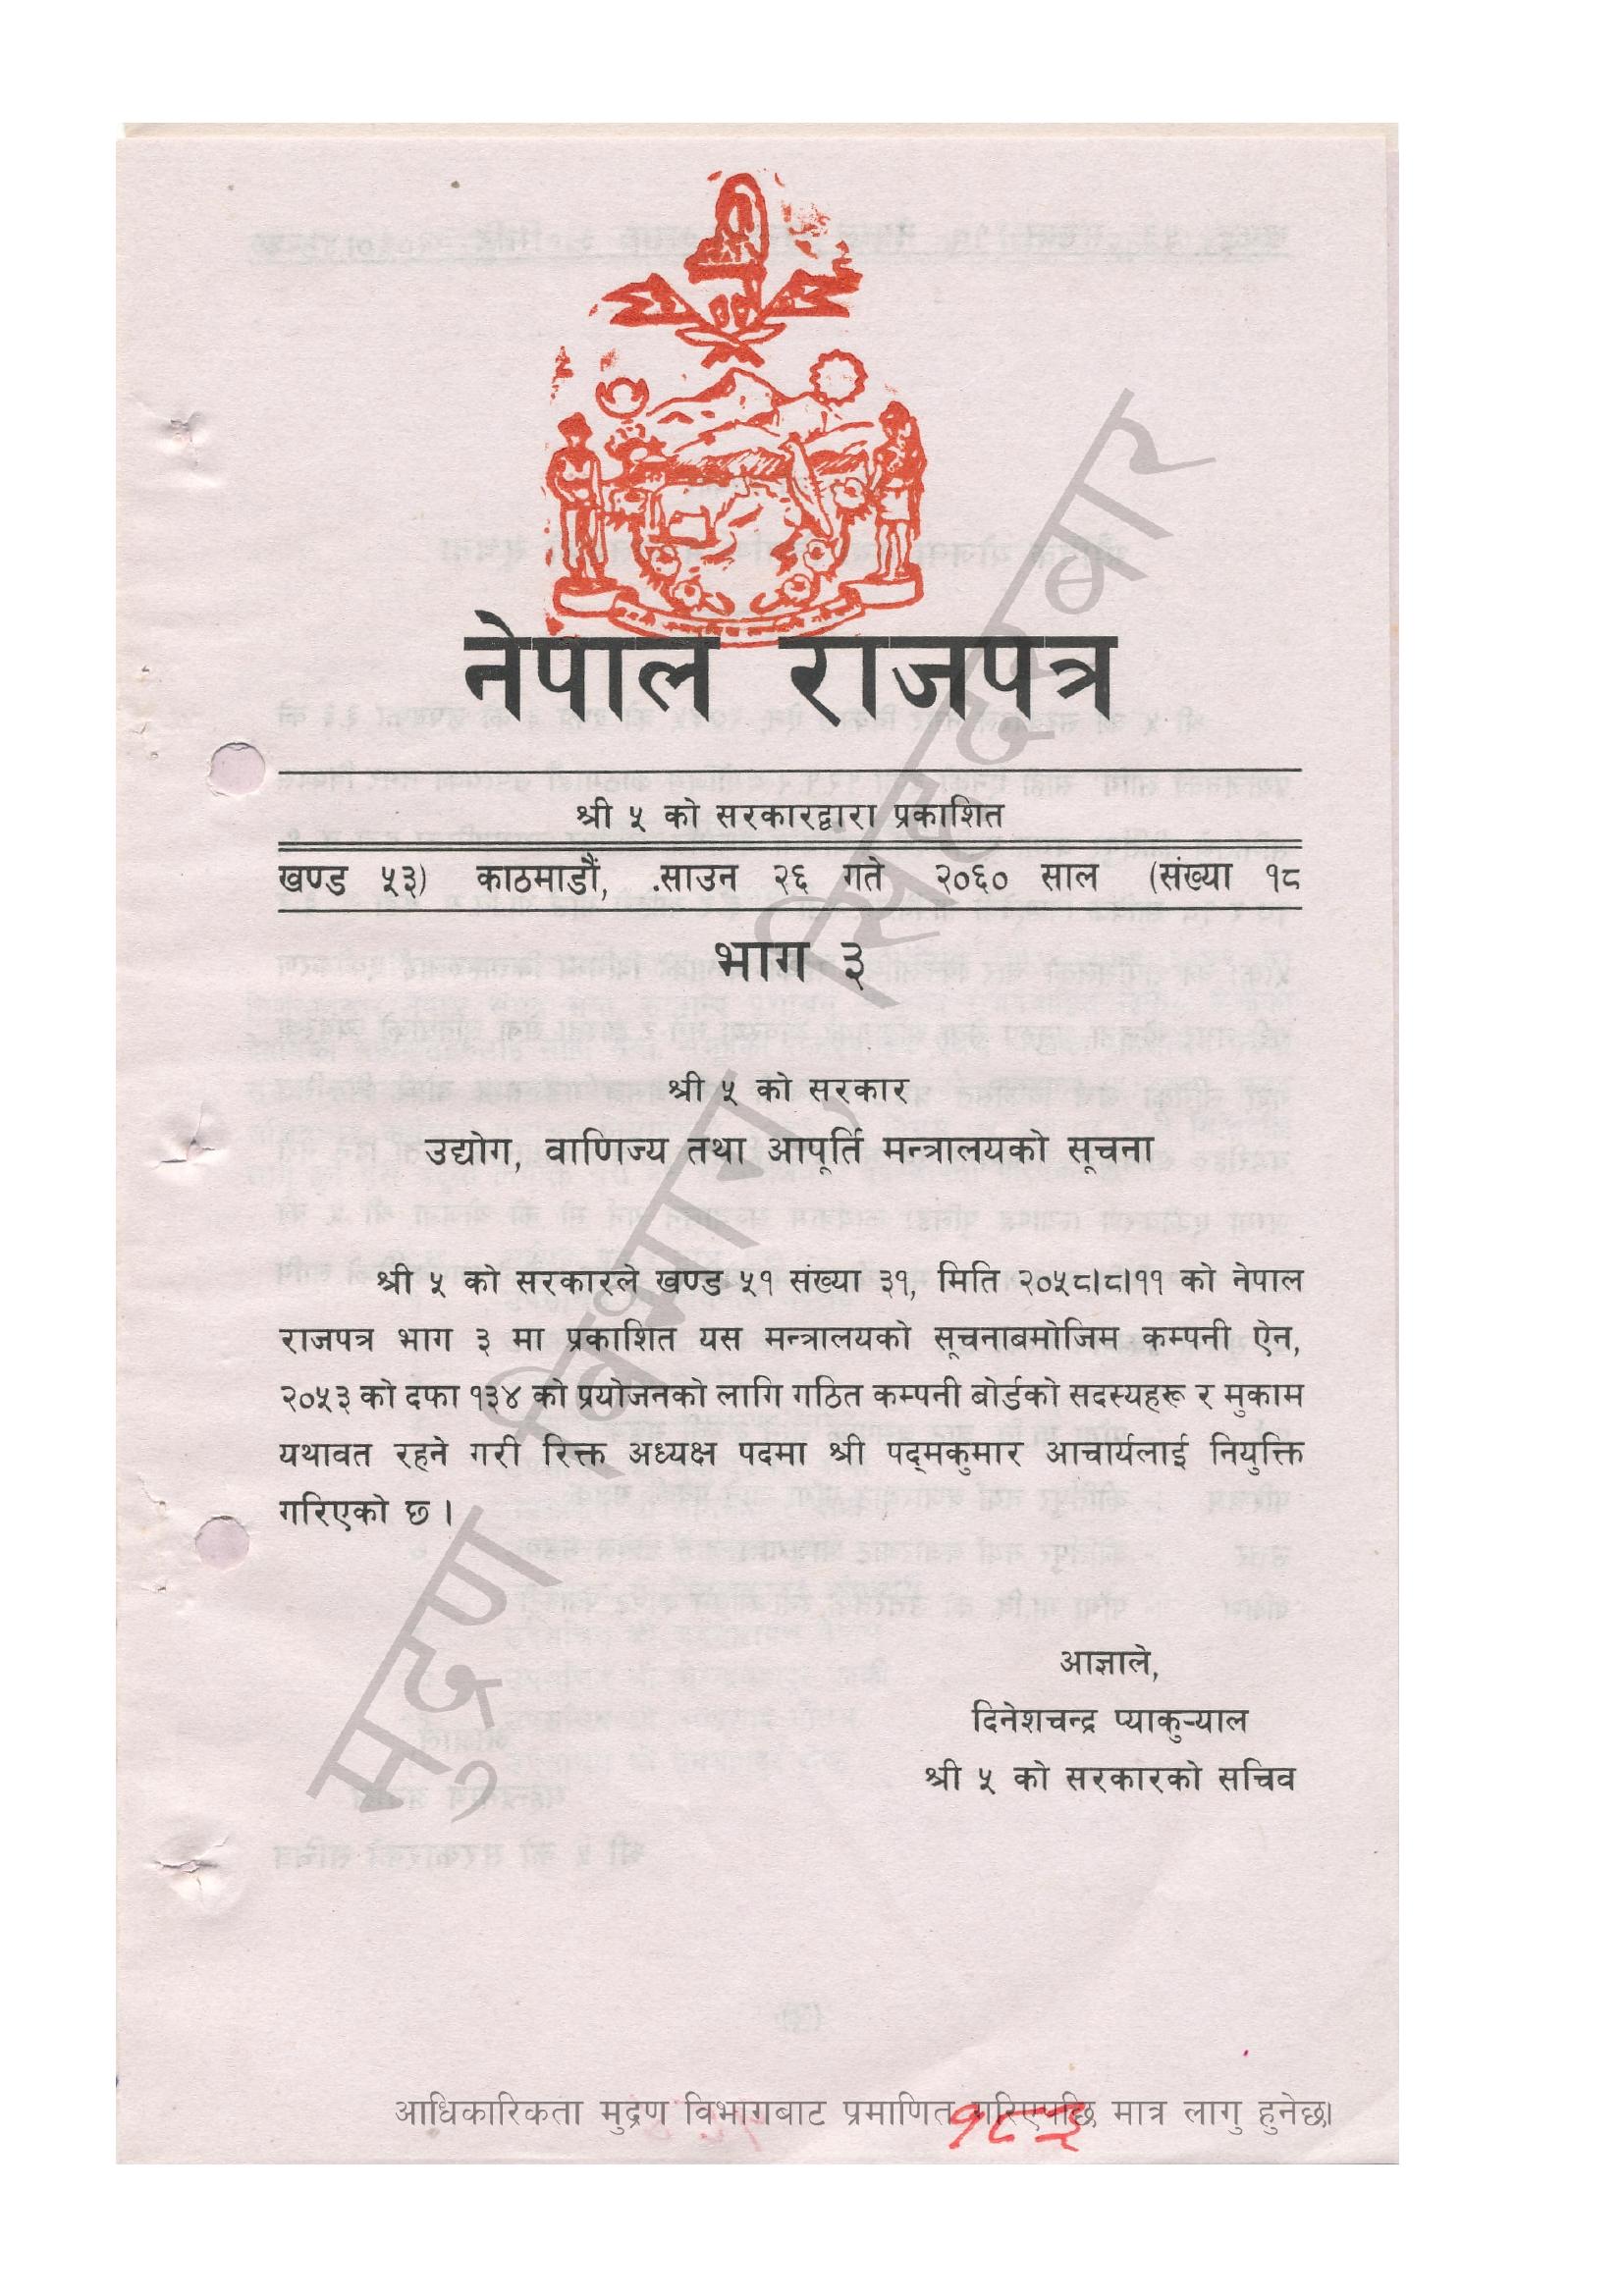 नेपाल राजपत्र
श्री ५ को सरकारद्वारा प्रकाशित
खण्ड ५३) काठमाडौं, .साउन २६ गते २०६० साल (संख्या १८
भाग ३
श्री ५ को सरकार
उद्योग, वाणिज्य तथा आपूर्ति मन्त्रालयको सूचना
श्री ५ को सरकारले खण्ड ५१ संख्या ३१, मिति २०५८।८।११ को नेपाल
राजपत्र भाग ३ मा प्रकाशित यस मन्त्रालयको सूचनाबमोजिम कम्पनी ऐन,
२०५३ को दफा १३४ को प्रयोजनको लागि गठित कम्पनी बोर्डको सदस्यहरू र मुकाम
यथावत रहने गरी रिक्त अध्यक्ष पदमा श्री पद्मकुमार आचार्यलाई नियुक्ति
गरिएको छ ।
आज्ञाले,
दिनेशचन्द्र प्याकुर्‍याल
श्री ५ को सरकारको सचिव
मुद्रण विभाग, सिंहदरबार
आधिकारिकता मुद्रण विभागबाट प्रमाणित गरिएपछि मात्र लागु हुनेछ।
१८३